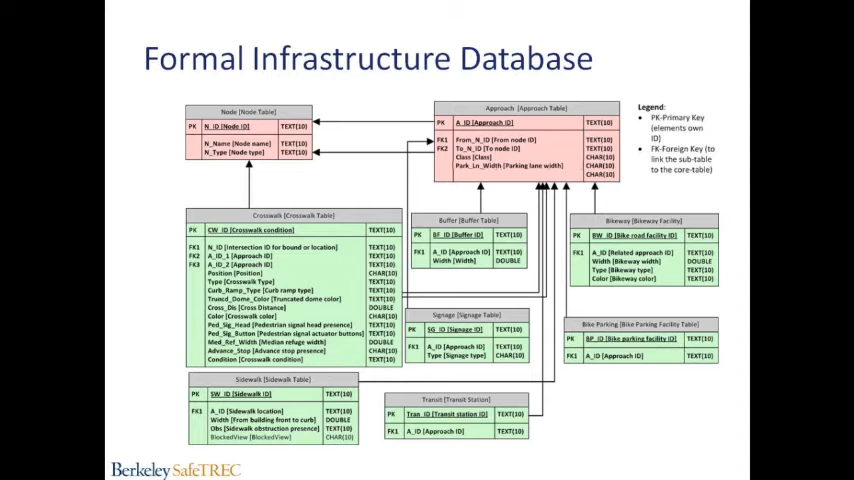 Formal Infrastructure Database
Node [Node Table]
PK N_ID [Node ID] TEXT(10)
N_Name [Node name] TEXT(10)
N_Type [Node type] TEXT(10)
Approach [Approach Table]
PK A_ID [Approach ID] TEXT(10)
FK1 From_N_ID [From node ID] TEXT(10)
FK2 To_N_ID [To node ID] TEXT(10)
Class [Class] CHAR(10)
Park_Ln_Width [Parking lane width] CHAR(10)
CHAR(10)
Legend:
• PK-Primary Key
(elements own
ID)
• FK-Foreign Key (to
link the sub-table
to the core-table)
Crosswalk [Crosswalk Table]
PK CW_ID [Crosswalk condition] TEXT(10)
FK1 N_ID [Intersection ID for bound or location] TEXT(10)
FK2 A_ID_1 [Approach ID] TEXT(10)
FK3 A_ID_2 [Approach ID] TEXT(10)
Position [Position] CHAR(10)
Type [Crosswalk Type] TEXT(10)
Curb_Ramp_Type [Curb ramp type] TEXT(10)
Truncd_Dome_Color [Truncated dome color] TEXT(10)
Cross_Dis [Cross Distance] DOUBLE
Color [Crosswalk color] CHAR(10)
Ped_Sig_Head [Pedestrian signal head presence] TEXT(10)
Ped_Sig_Button [Pedestrian signal actuator buttons] TEXT(10)
Med_Ref_Width [Median refuge width] DOUBLE
Advance_Stop [Advance stop presence] CHAR(10)
Condition [Crosswalk condition] TEXT(10)
Buffer [Buffer Table]
PK BF_ID [Buffer ID] TEXT(10)
FK1 A_ID [Approach ID] TEXT(10)
Width [Width] DOUBLE
Bikeway [Bikeway Facility]
PK BW_ID [Bike road facility ID] TEXT(10)
FK1 A_ID [Related approach ID] TEXT(10)
Width [Bikeway width] DOUBLE
Type [Bikeway type] TEXT(10)
Color [Bikeway color] TEXT(10)
Signage [Signage Table]
PK SG_ID [Signage ID] TEXT(10)
FK1 A_ID [Approach ID] TEXT(10)
Type [Signage type] CHAR(10)
Bike Parking [Bike Parking Facility Table]
PK BP_ID [Bike parking facility ID] TEXT(10)
FK1 A_ID [Approach ID] TEXT(10)
Sidewalk [Sidewalk Table]
PK SW_ID [Sidewalk ID] TEXT(10)
FK1 A_ID [Sidewalk location] TEXT(10)
Width [From building front to curb] DOUBLE
Obs [Sidewalk obstruction presence] TEXT(10)
BlockedView [BlockedView] CHAR(10)
Transit [Transit Station]
PK Tran_ID [Transit station ID] TEXT(10)
FK1 A_ID [Approach ID] TEXT(10)
Berkeley SafeTREC